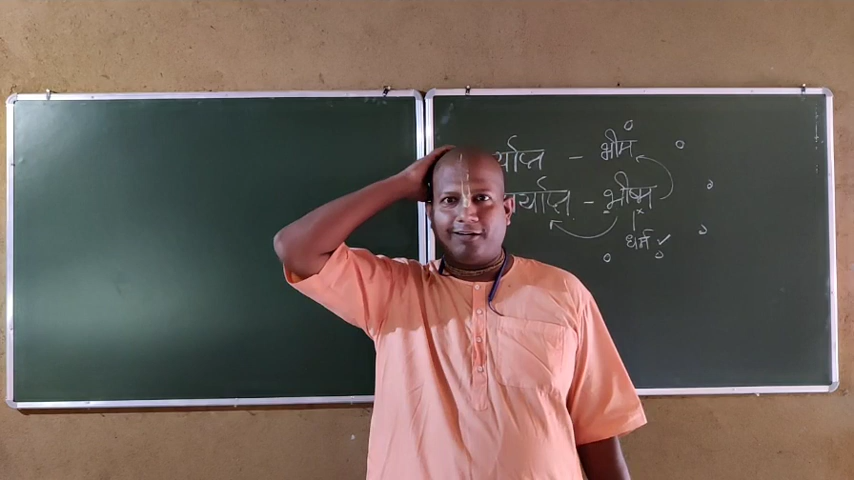 र्याप्त - भीम
र्याप्त - भीष्म
धर्म ✓